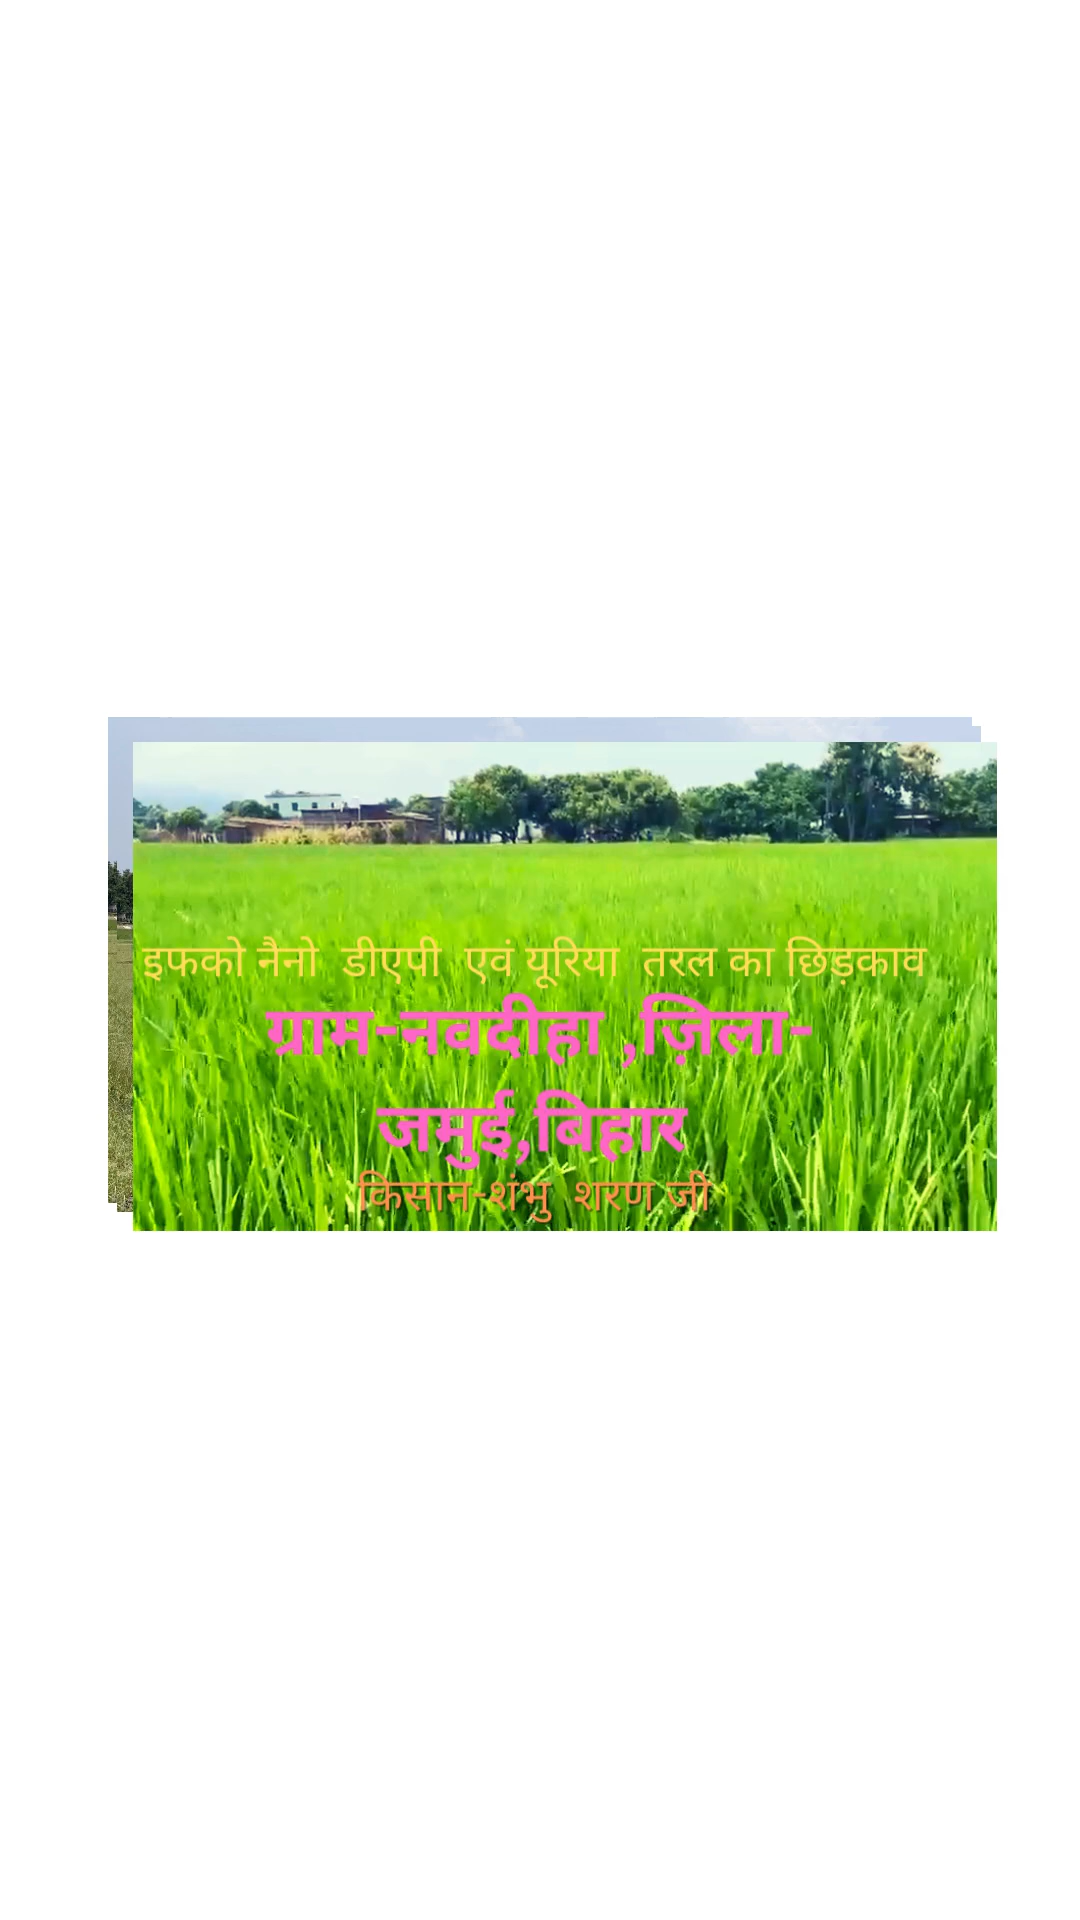 इफको नैनो डीएपी एवं यूरिया तरल का छिड़काव
ग्राम-नवदीहा ,ज़िला-
जमुई,बिहार
किसान-शंभु शरण जी